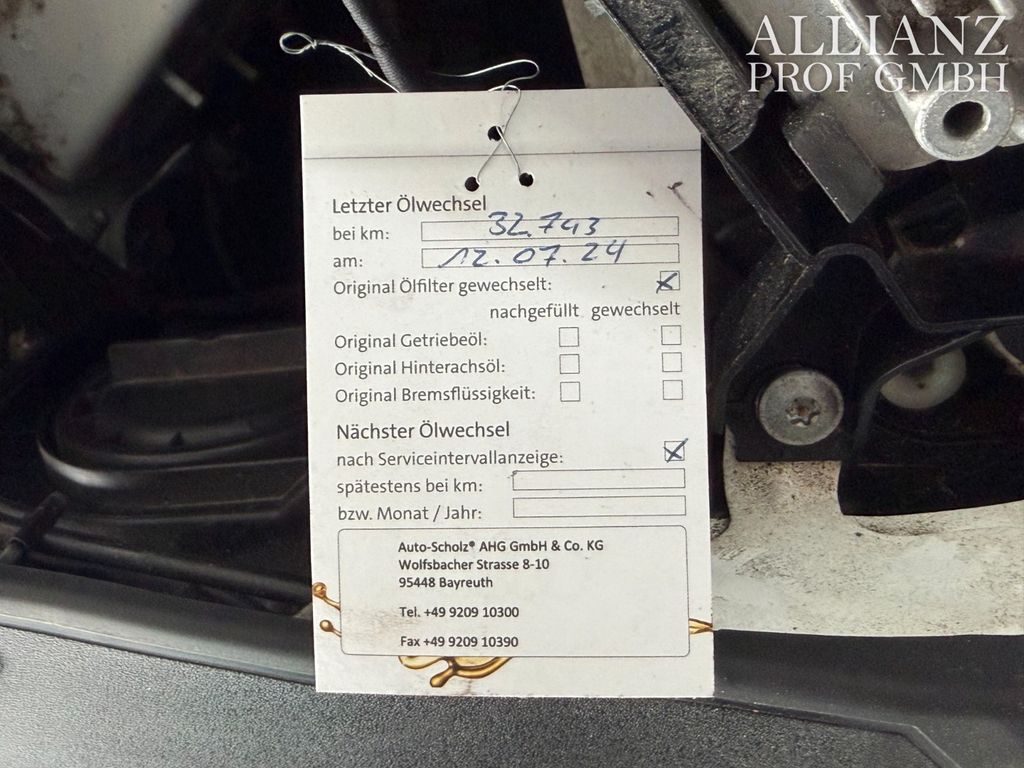 ALLIANZ
PROF GMBH
Letzter Ölwechsel
bei km: 32.743
am: 12.07.24
Original Ölfilter gewechselt:
nachgefüllt gewechselt
Original Getriebeöl:
Original Hinterachsöl:
Original Bremsflüssigkeit:
Nächster Ölwechsel
nach Serviceintervallanzeige:
spätestens bei km:
bzw. Monat / Jahr:
Auto-Scholz® AHG GmbH & Co. KG
Wolfsbacher Strasse 8-10
95448 Bayreuth
Tel. +49 9209 10300
Fax +49 9209 10390